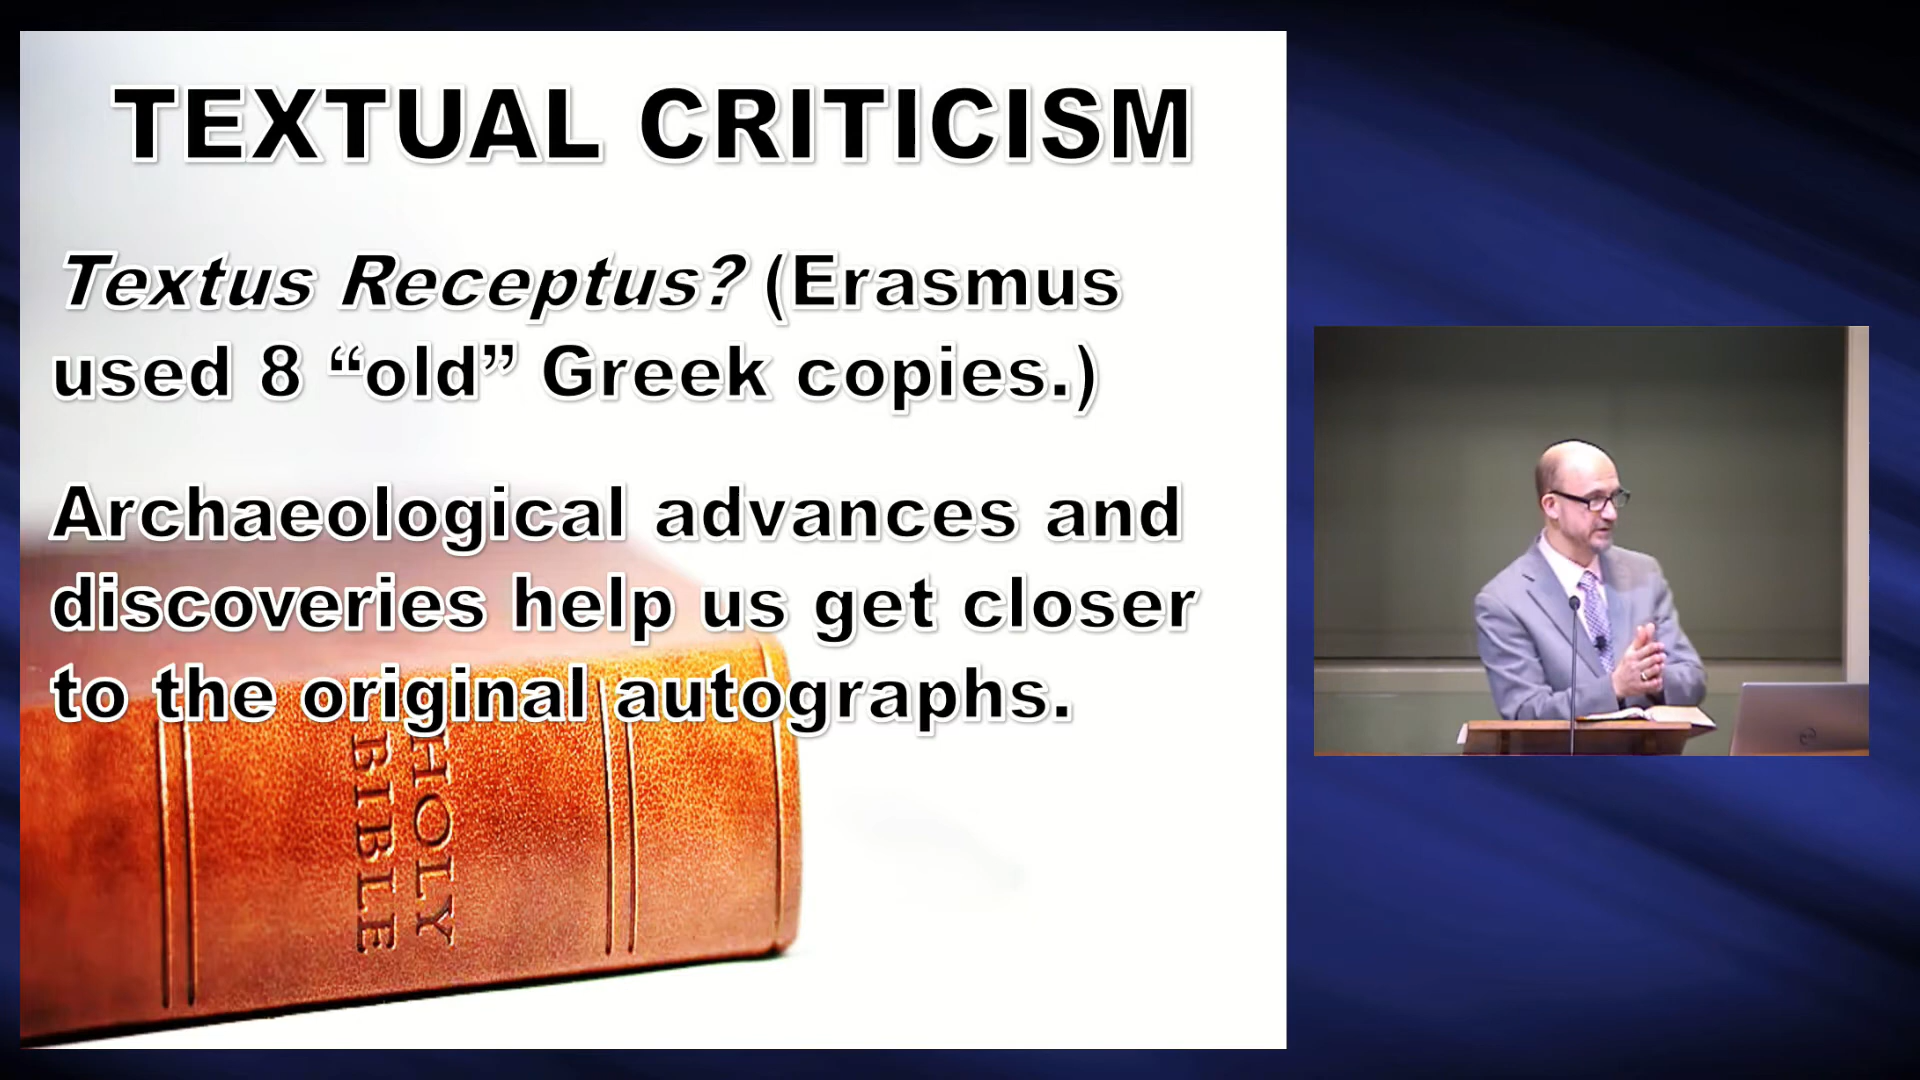 TEXTUAL CRITICISM
Textus Receptus? (Erasmus
used 8 “old” Greek copies.)
Archaeological advances and
discoveries help us get closer
to the original autographs.
HOLY
BIBLE